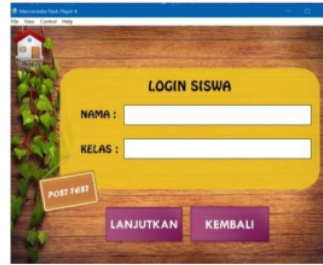 Macromedia Flash Player 8
File View Control Help
LOGIN SISWA
NAMA :
KELAS :
POST TEST
LANJUTKAN
KEMBALI